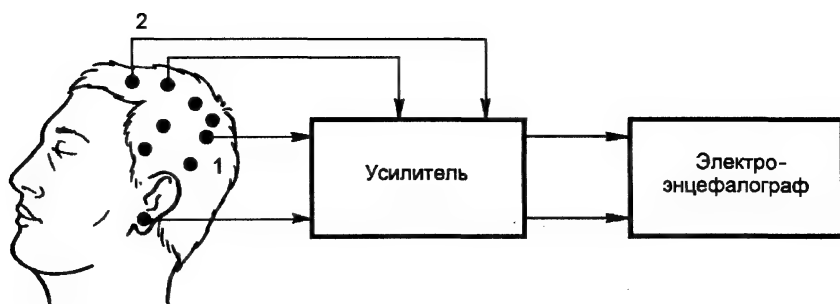 2
1
Усилитель
Электро-
энцефалограф